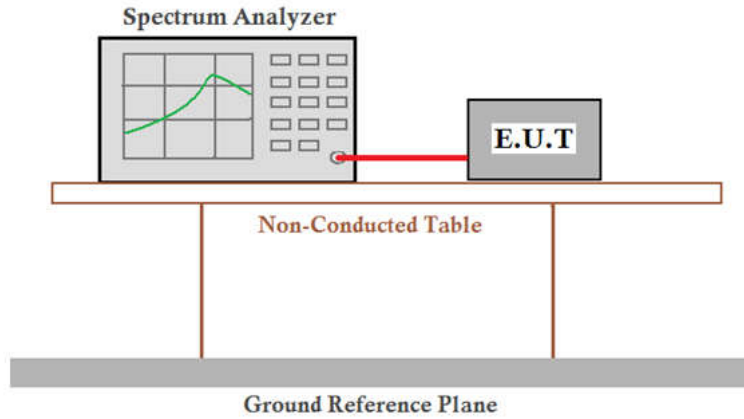 Spectrum Analyzer
E.U.T
Non-Conducted Table
Ground Reference Plane